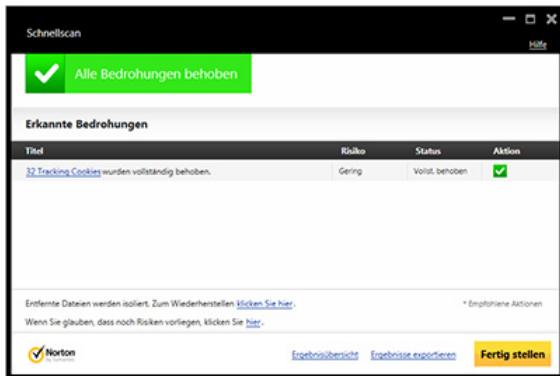 Schnellscan
Hilfe
Alle Bedrohungen behoben
Erkannte Bedrohungen
Titel Risiko Status Aktion
32 Tracking Cookies wurden vollständig behoben. Gering Vollst. behoben
Entfernte Dateien werden isoliert. Zum Wiederherstellen klicken Sie hier. * Empfohlene Aktionen
Wenn Sie glauben, dass noch Risiken vorliegen, klicken Sie hier.
Norton Ergebnisübersicht Ergebnisse exportieren Fertig stellen
by Symantec